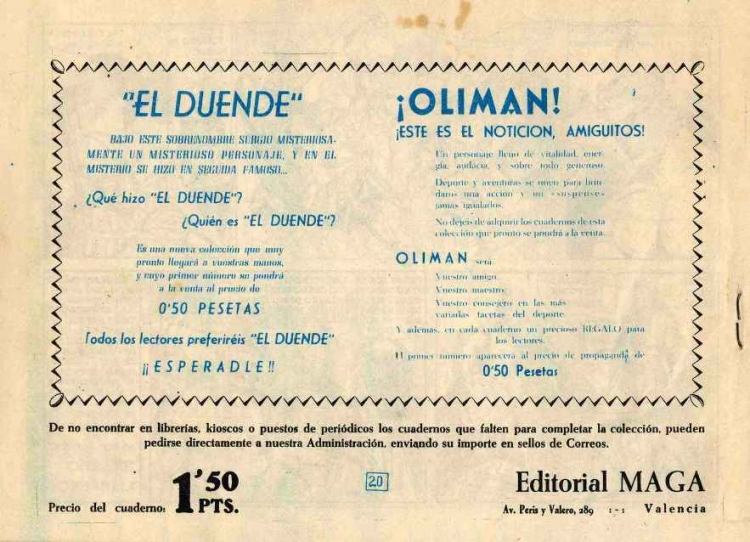 "EL DUENDE"
BAJO ESTE SOBRENOMBRE SURGIO MISTERIOSA-
MENTE UN MISTERIOSO PERSONAJE, Y EN EL
MISTERIO SE HIZO EN SEGUIDA FAMOSO...
¿Qué hizo "EL DUENDE"?
¿Quién es "EL DUENDE"?
Es una nueva colección que muy
pronto llegará a vuestras manos,
y cuyo primer número se pondrá
a la venta al precio de
0'50 PESETAS
Todos los lectores preferiréis "EL DUENDE"
¡¡ESPERADLE!!
¡OLIMAN!
¡ESTE ES EL NOTICION, AMIGUITOS!
Un personaje lleno de vitalidad, ener-
gía, audacia, y sobre todo generoso.
Deporte y aventuras se unen para brin-
daros una acción y un «suspense»
jamás igualados.
No dejéis de adquirir los cuadernos de esta
colección que pronto se pondrá a la venta...
OLIMAN será
Vuestro amigo.
Vuestro maestro.
Vuestro consejero en las más
variadas facetas del deporte.
Y además, en cada cuaderno un precioso REGALO para
los lectores.
El primer número aparecerá al precio de propaganda de
0'50 Pesetas
De no encontrar en librerías, kioscos o puestos de periódicos los cuadernos que falten para completar la colección, pueden
pedirse directamente a nuestra Administración, enviando su importe en sellos de Correos.
Precio del cuaderno: 1'50 PTS.
20
Editorial MAGA
Av. Peris y Valero, 289 :-: Valencia